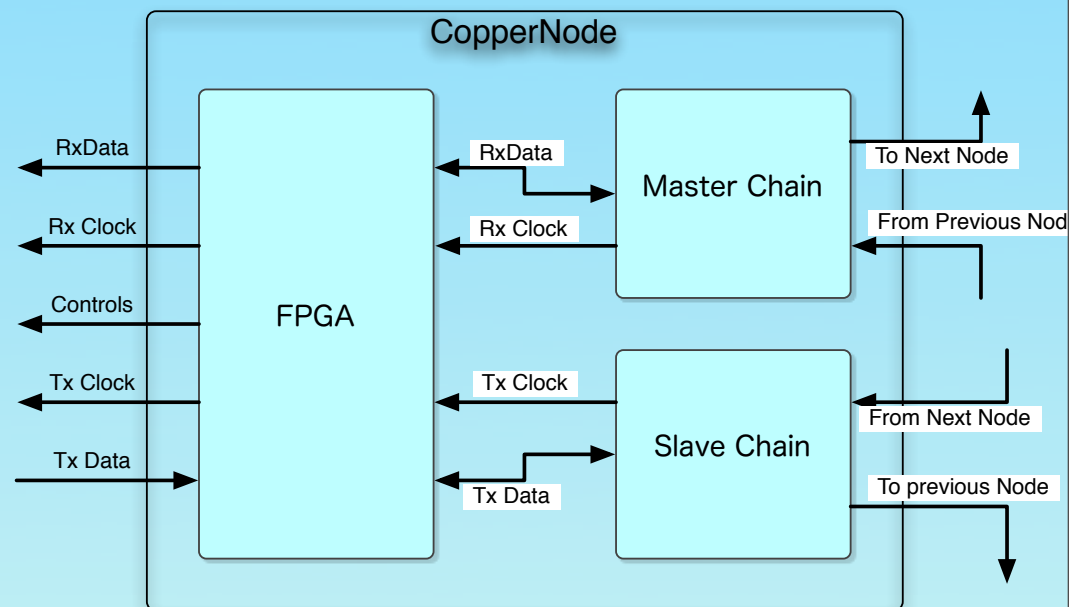 CopperNode
RxData
Rx Clock
Controls
Tx Clock
Tx Data
FPGA
RxData
Rx Clock
Tx Clock
Tx Data
Master Chain
Slave Chain
To Next Node
From Previous Nod
From Next Node
To previous Node